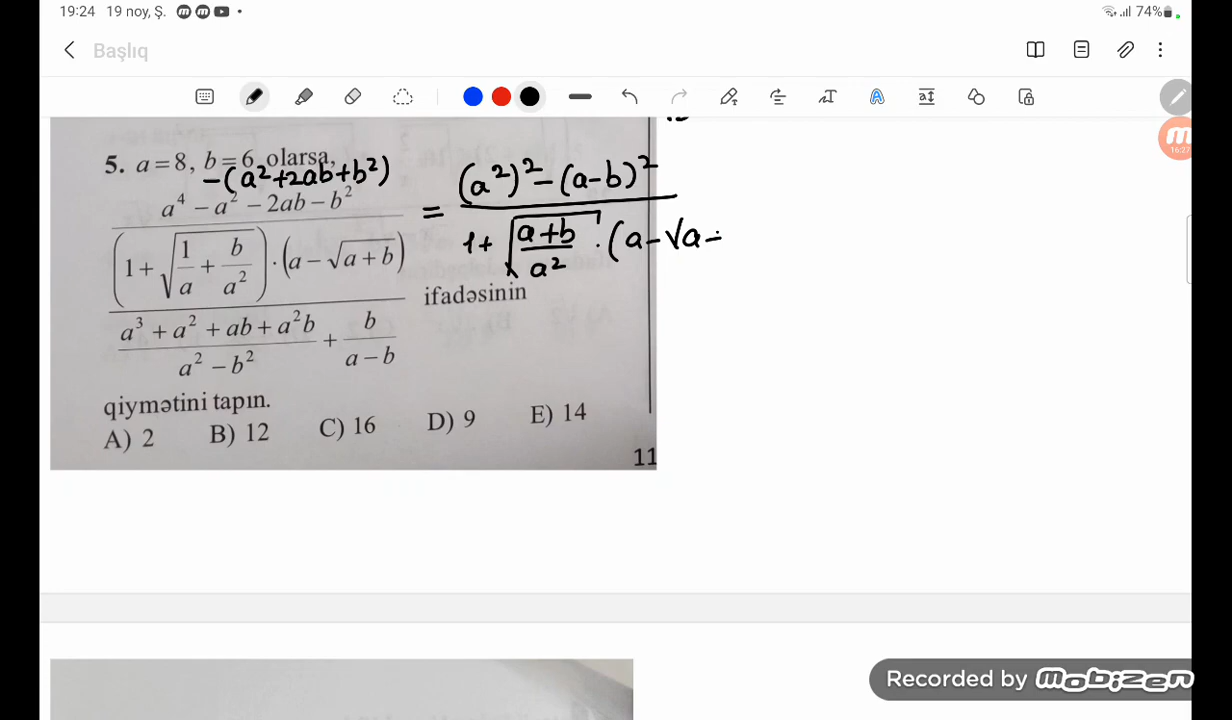 19:24 19 noy, Ş. 74%
Başlıq
16:27
5. a=8, b=6 olarsa,
−(a²+2ab+b²)
a⁴ − a² − 2ab − b²
(1+√(1/a + b/a²)) · (a − √a+b)
= (a²)² − (a-b)²
1+ √(a+b/a²) · (a − √a −
ifadəsinin
a³ + a² + ab + a²b
a² − b²
+ b
a − b
qiymətini tapın.
A) 2 B) 12 C) 16 D) 9 E) 14
11
Recorded by mobizen